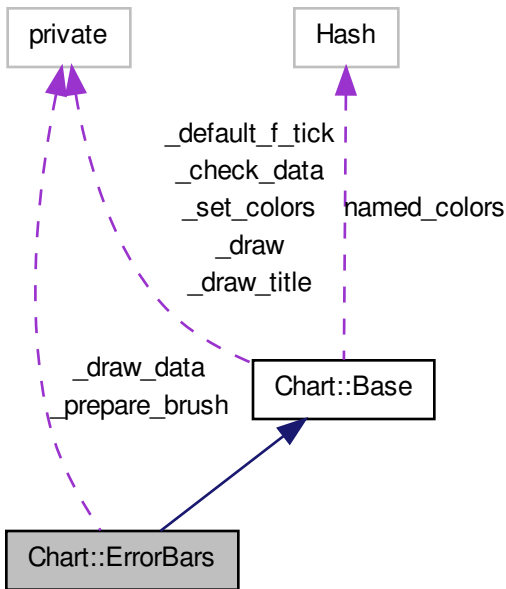 private
Hash
_default_f_tick
_check_data
_set_colors
named_colors
_draw
_draw_title
_draw_data
_prepare_brush
Chart::Base
Chart::ErrorBars